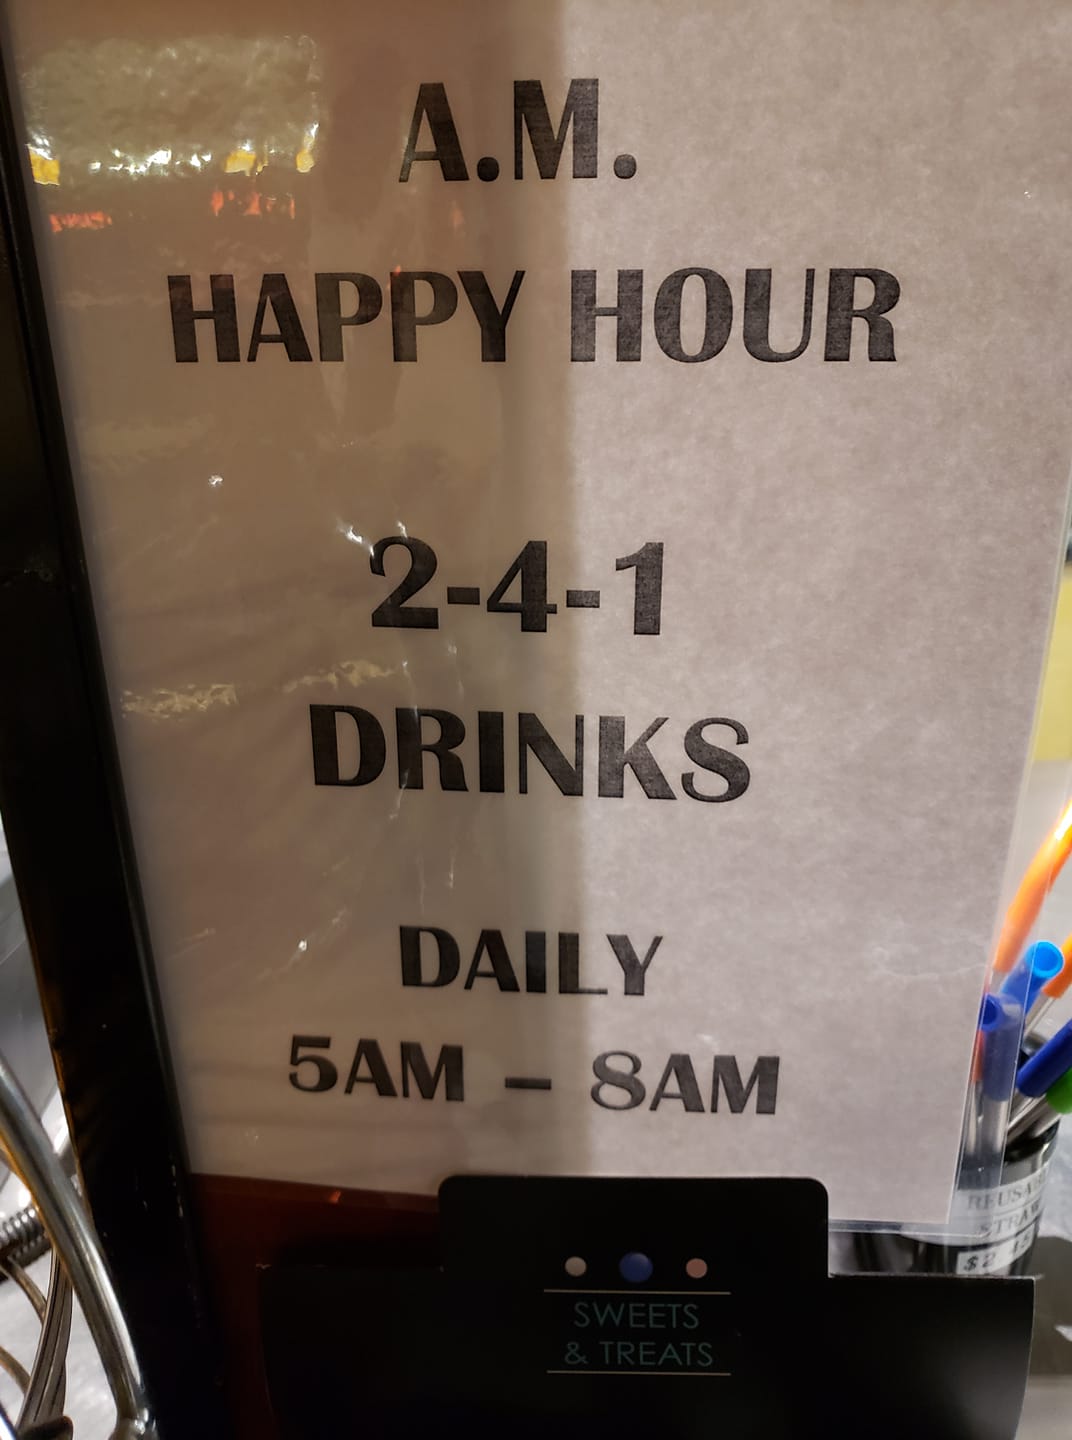 A.M.
HAPPY HOUR
2-4-1
DRINKS
DAILY
5AM – 8AM
SWEETS
& TREATS